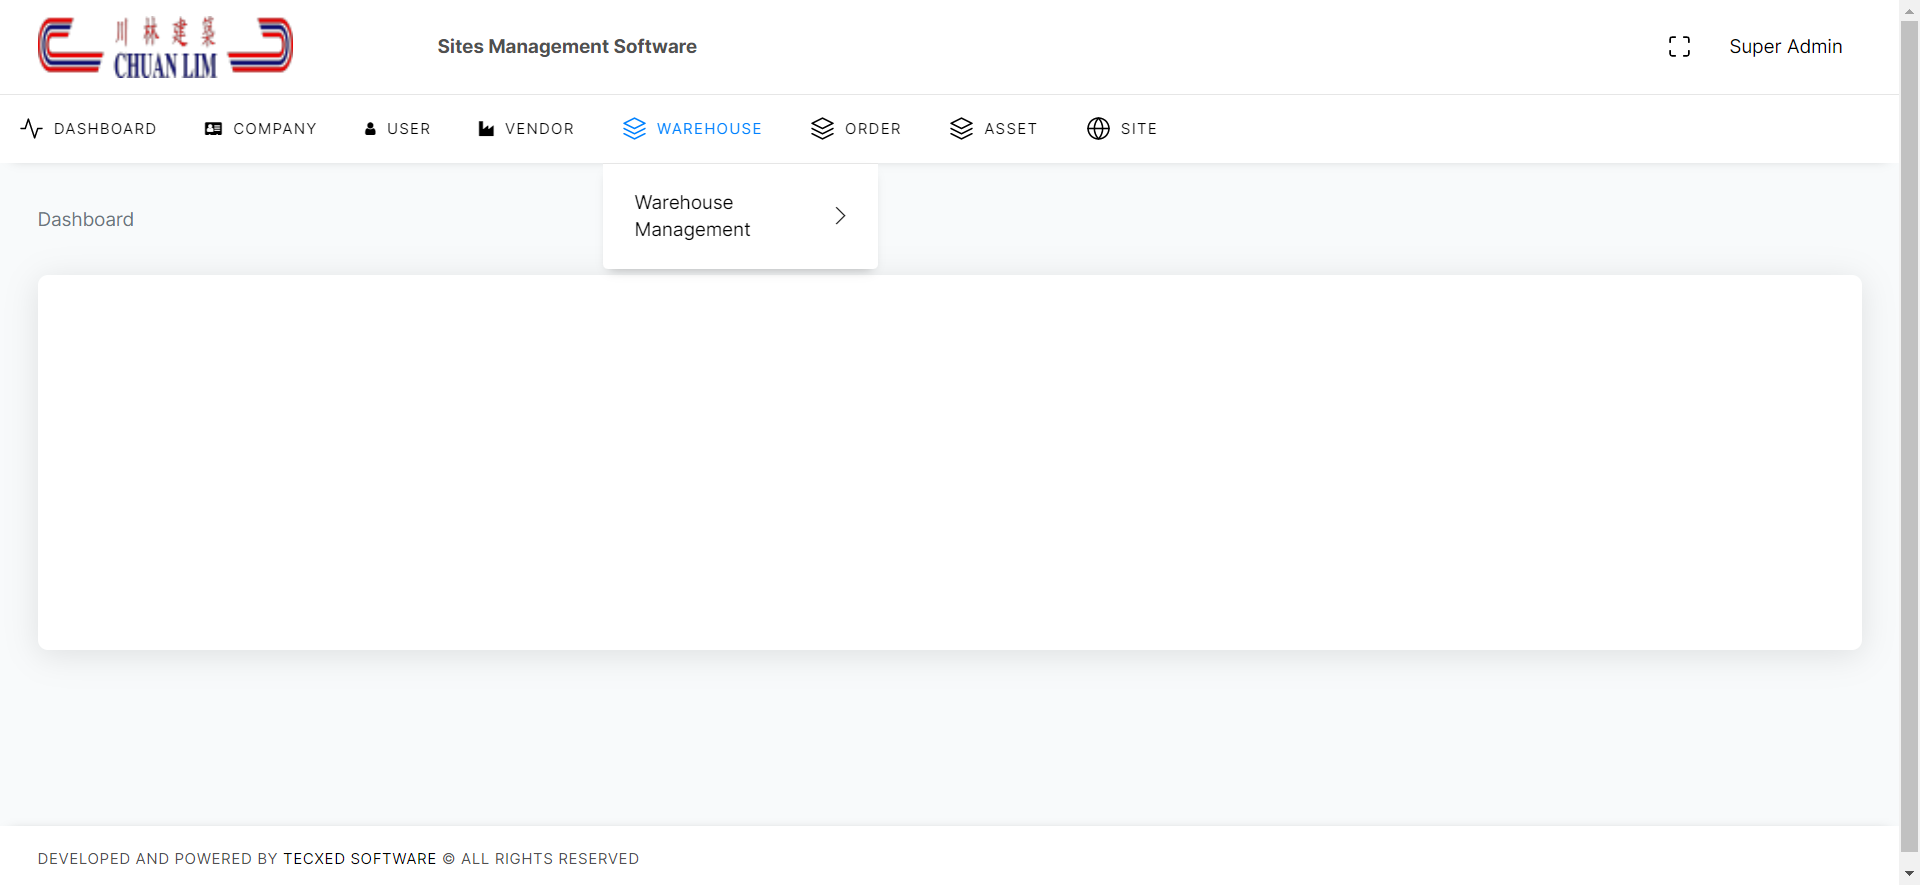 川林建築
CHUAN LIM
Sites Management Software
Super Admin
DASHBOARD
COMPANY
USER
VENDOR
WAREHOUSE
ORDER
ASSET
SITE
Warehouse
Management
Dashboard
DEVELOPED AND POWERED BY TECXED SOFTWARE © ALL RIGHTS RESERVED